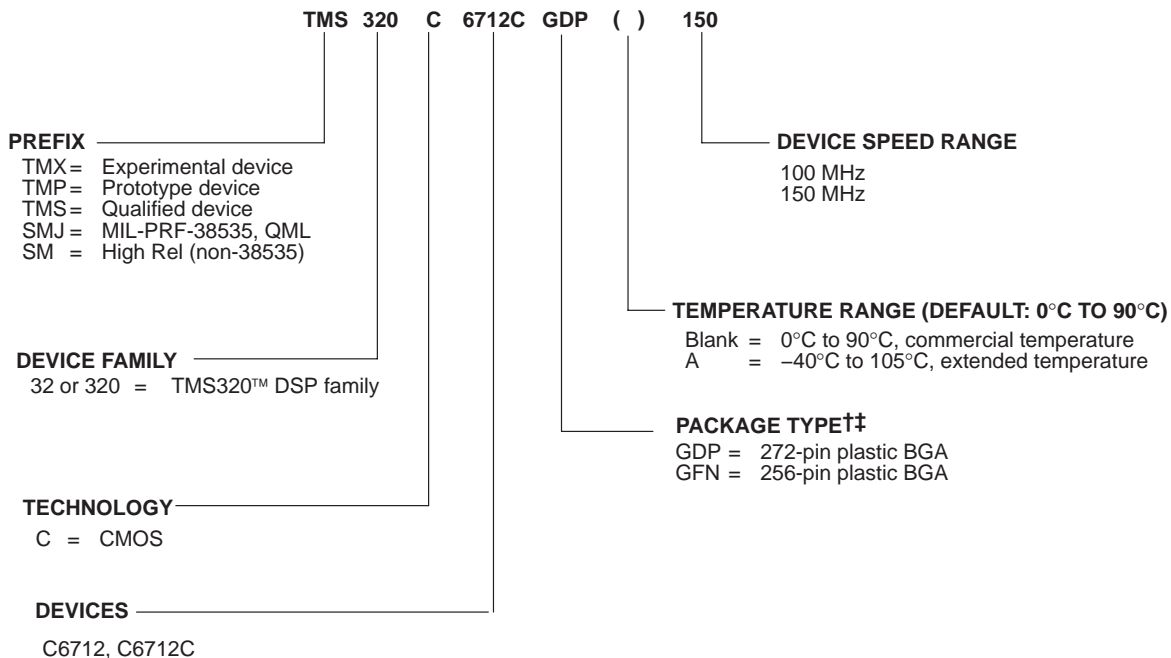 TMS 320 C 6712C GDP ( ) 150
PREFIX
TMX = Experimental device
TMP = Prototype device
TMS = Qualified device
SMJ = MIL-PRF-38535, QML
SM = High Rel (non-38535)
DEVICE SPEED RANGE
100 MHz
150 MHz
TEMPERATURE RANGE (DEFAULT: 0°C TO 90°C)
Blank = 0°C to 90°C, commercial temperature
A = −40°C to 105°C, extended temperature
DEVICE FAMILY
32 or 320 = TMS320™ DSP family
PACKAGE TYPE†‡
GDP = 272-pin plastic BGA
GFN = 256-pin plastic BGA
TECHNOLOGY
C = CMOS
DEVICES
C6712, C6712C